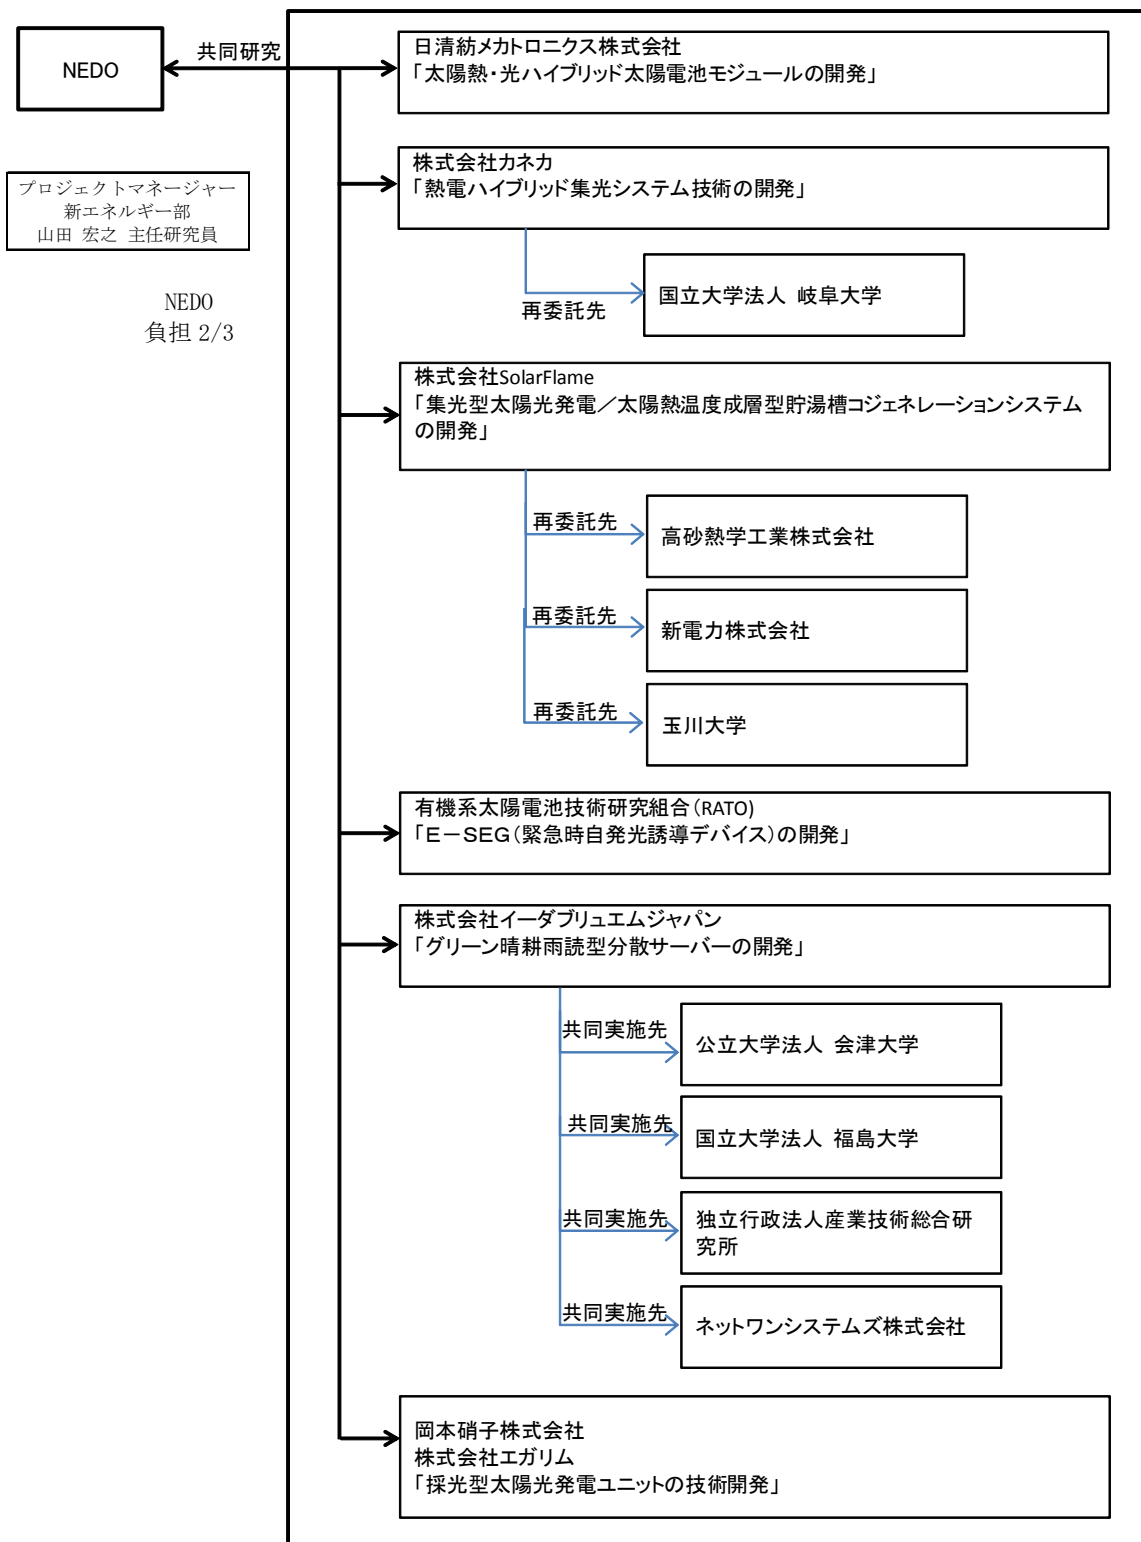 NEDO
共同研究
プロジェクトマネージャー
新エネルギー部
山田 宏之 主任研究員
NEDO
負担 2/3
日清紡メカトロニクス株式会社
「太陽熱・光ハイブリッド太陽電池モジュールの開発」
株式会社カネカ
「熱電ハイブリッド集光システム技術の開発」
再委託先
国立大学法人 岐阜大学
株式会社SolarFlame
「集光型太陽光発電／太陽熱温度成層型貯湯槽コジェネレーションシステム
の開発」
再委託先
高砂熱学工業株式会社
再委託先
新電力株式会社
再委託先
玉川大学
有機系太陽電池技術研究組合（RATO)
「E－SEG（緊急時自発光誘導デバイス）の開発」
株式会社イーダブリュエムジャパン
「グリーン晴耕雨読型分散サーバーの開発」
共同実施先
公立大学法人 会津大学
共同実施先
国立大学法人 福島大学
共同実施先
独立行政法人産業技術総合研
究所
共同実施先
ネットワンシステムズ株式会社
岡本硝子株式会社
株式会社エガリム
「採光型太陽光発電ユニットの技術開発」